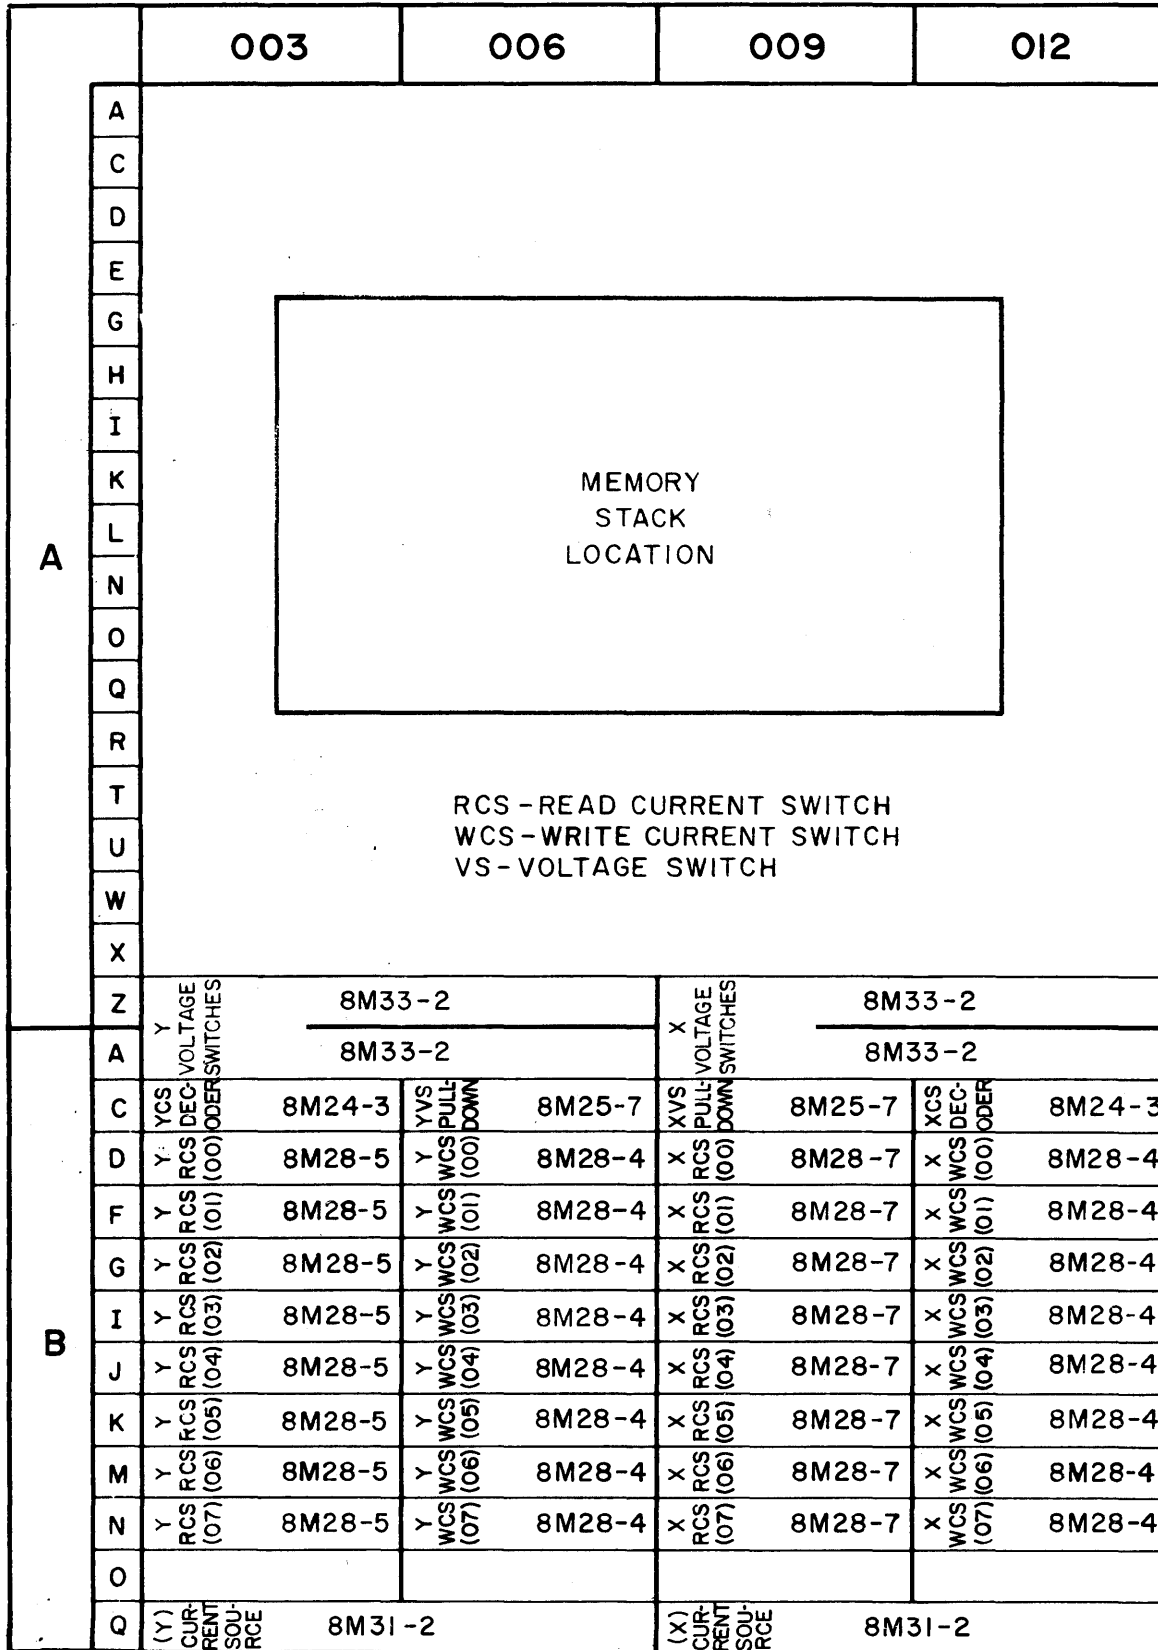 003 006 009 012
A
A
C
D
E
G
H
I
K
L
N
O
Q
R
T
U
W
X
Z
MEMORY
STACK
LOCATION
RCS-READ CURRENT SWITCH
WCS-WRITE CURRENT SWITCH
VS-VOLTAGE SWITCH
Y VOLTAGE SWITCHES 8M33-2 X VOLTAGE SWITCHES 8M33-2
B
A 8M33-2 8M33-2
C YCS DEC-ODER 8M24-3 YVS PULL-DOWN 8M25-7 XVS PULL-DOWN 8M25-7 XCS DEC-ODER 8M24-3
D Y RCS (00) 8M28-5 Y WCS (00) 8M28-4 X RCS (00) 8M28-7 X WCS (00) 8M28-4
F Y RCS (01) 8M28-5 Y WCS (01) 8M28-4 X RCS (01) 8M28-7 X WCS (01) 8M28-4
G Y RCS (02) 8M28-5 Y WCS (02) 8M28-4 X RCS (02) 8M28-7 X WCS (02) 8M28-4
I Y RCS (03) 8M28-5 Y WCS (03) 8M28-4 X RCS (03) 8M28-7 X WCS (03) 8M28-4
J Y RCS (04) 8M28-5 Y WCS (04) 8M28-4 X RCS (04) 8M28-7 X WCS (04) 8M28-4
K Y RCS (05) 8M28-5 Y WCS (05) 8M28-4 X RCS (05) 8M28-7 X WCS (05) 8M28-4
M Y RCS (06) 8M28-5 Y WCS (06) 8M28-4 X RCS (06) 8M28-7 X WCS (06) 8M28-4
N Y RCS (07) 8M28-5 Y WCS (07) 8M28-4 X RCS (07) 8M28-7 X WCS (07) 8M28-4
O
Q (Y) CUR-RENT SOU-RCE 8M31-2 (X) CUR-RENT SOU-RCE 8M31-2